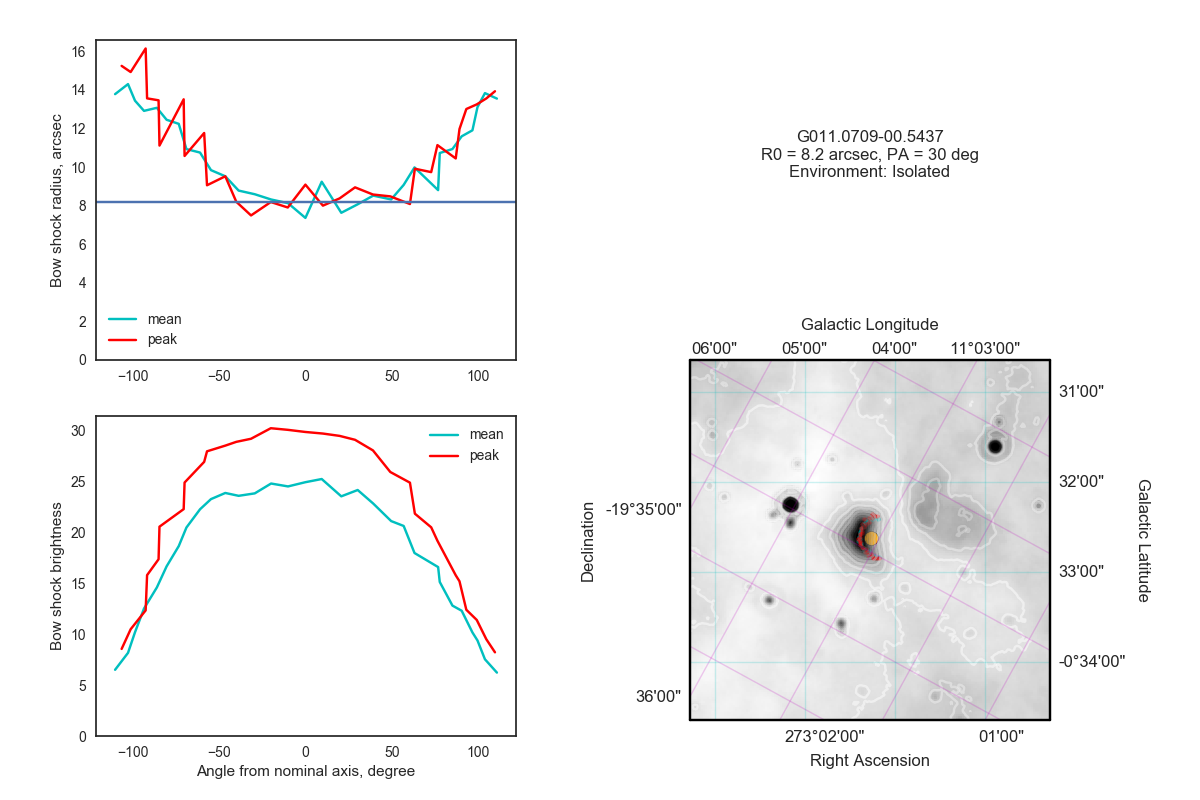 16
14
12
10
8
6
4
2
0
Bow shock radius, arcsec
mean
peak
−100 −50 0 50 100
30
25
20
15
10
5
0
Bow shock brightness
mean
peak
−100 −50 0 50 100
Angle from nominal axis, degree
G011.0709-00.5437
R0 = 8.2 arcsec, PA = 30 deg
Environment: Isolated
Galactic Longitude
06'00" 05'00" 04'00" 11°03'00"
31'00"
32'00"
33'00"
-0°34'00"
Galactic Latitude
-19°35'00"
36'00"
Declination
273°02'00" 01'00"
Right Ascension